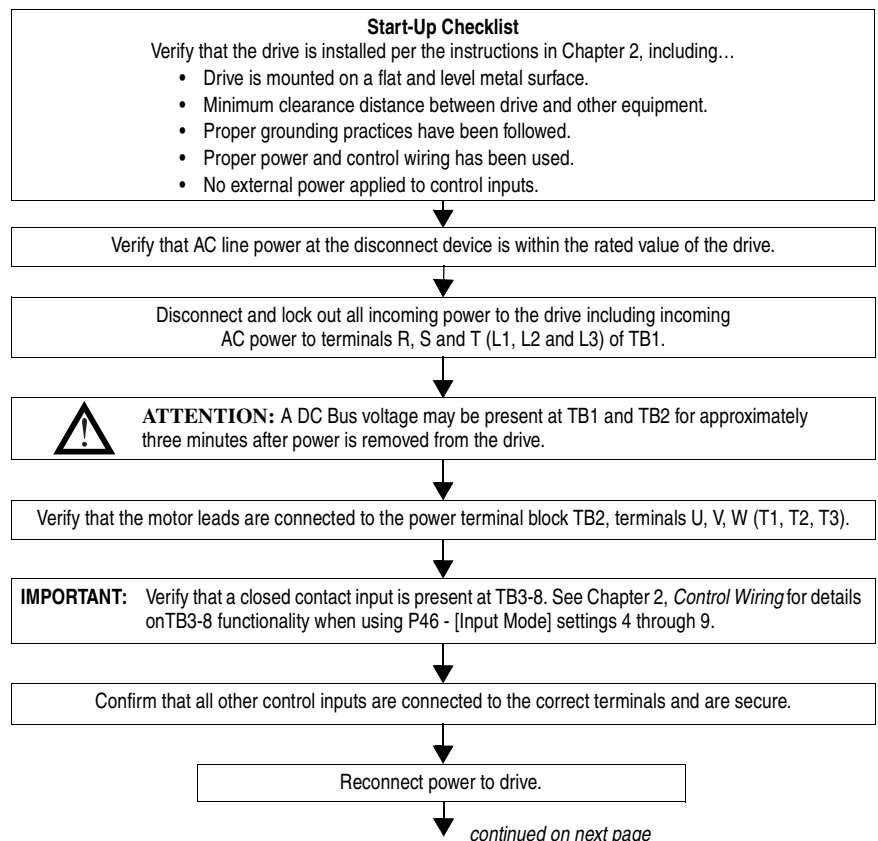 Start-Up Checklist
Verify that the drive is installed per the instructions in Chapter 2, including…
• Drive is mounted on a flat and level metal surface.
• Minimum clearance distance between drive and other equipment.
• Proper grounding practices have been followed.
• Proper power and control wiring has been used.
• No external power applied to control inputs.
Verify that AC line power at the disconnect device is within the rated value of the drive.
Disconnect and lock out all incoming power to the drive including incoming
AC power to terminals R, S and T (L1, L2 and L3) of TB1.
ATTENTION: A DC Bus voltage may be present at TB1 and TB2 for approximately
three minutes after power is removed from the drive.
Verify that the motor leads are connected to the power terminal block TB2, terminals U, V, W (T1, T2, T3).
IMPORTANT: Verify that a closed contact input is present at TB3-8. See Chapter 2, Control Wiring for details
onTB3-8 functionality when using P46 - [Input Mode] settings 4 through 9.
Confirm that all other control inputs are connected to the correct terminals and are secure.
Reconnect power to drive.
continued on next page